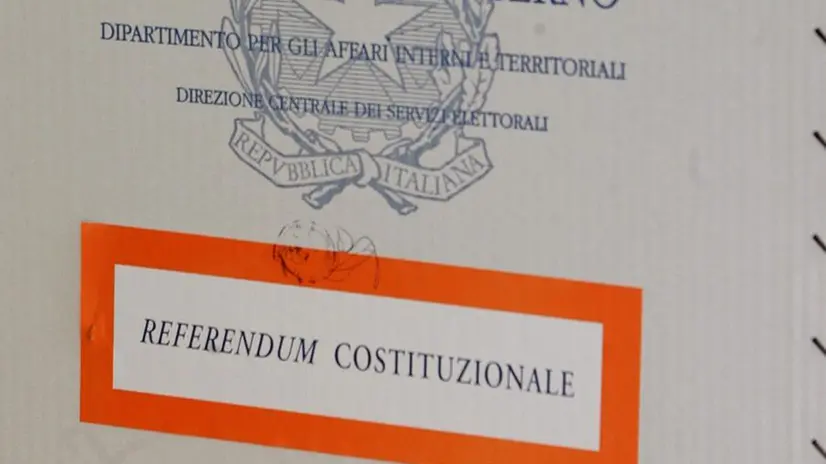 DIPARTIMENTO PER GLI AFFARI INTERNI E TERRITORIALI
DIREZIONE CENTRALE DEI SERVIZI ELETTORALI
REPVBBLICA ITALIANA
REFERENDUM COSTITUZIONALE